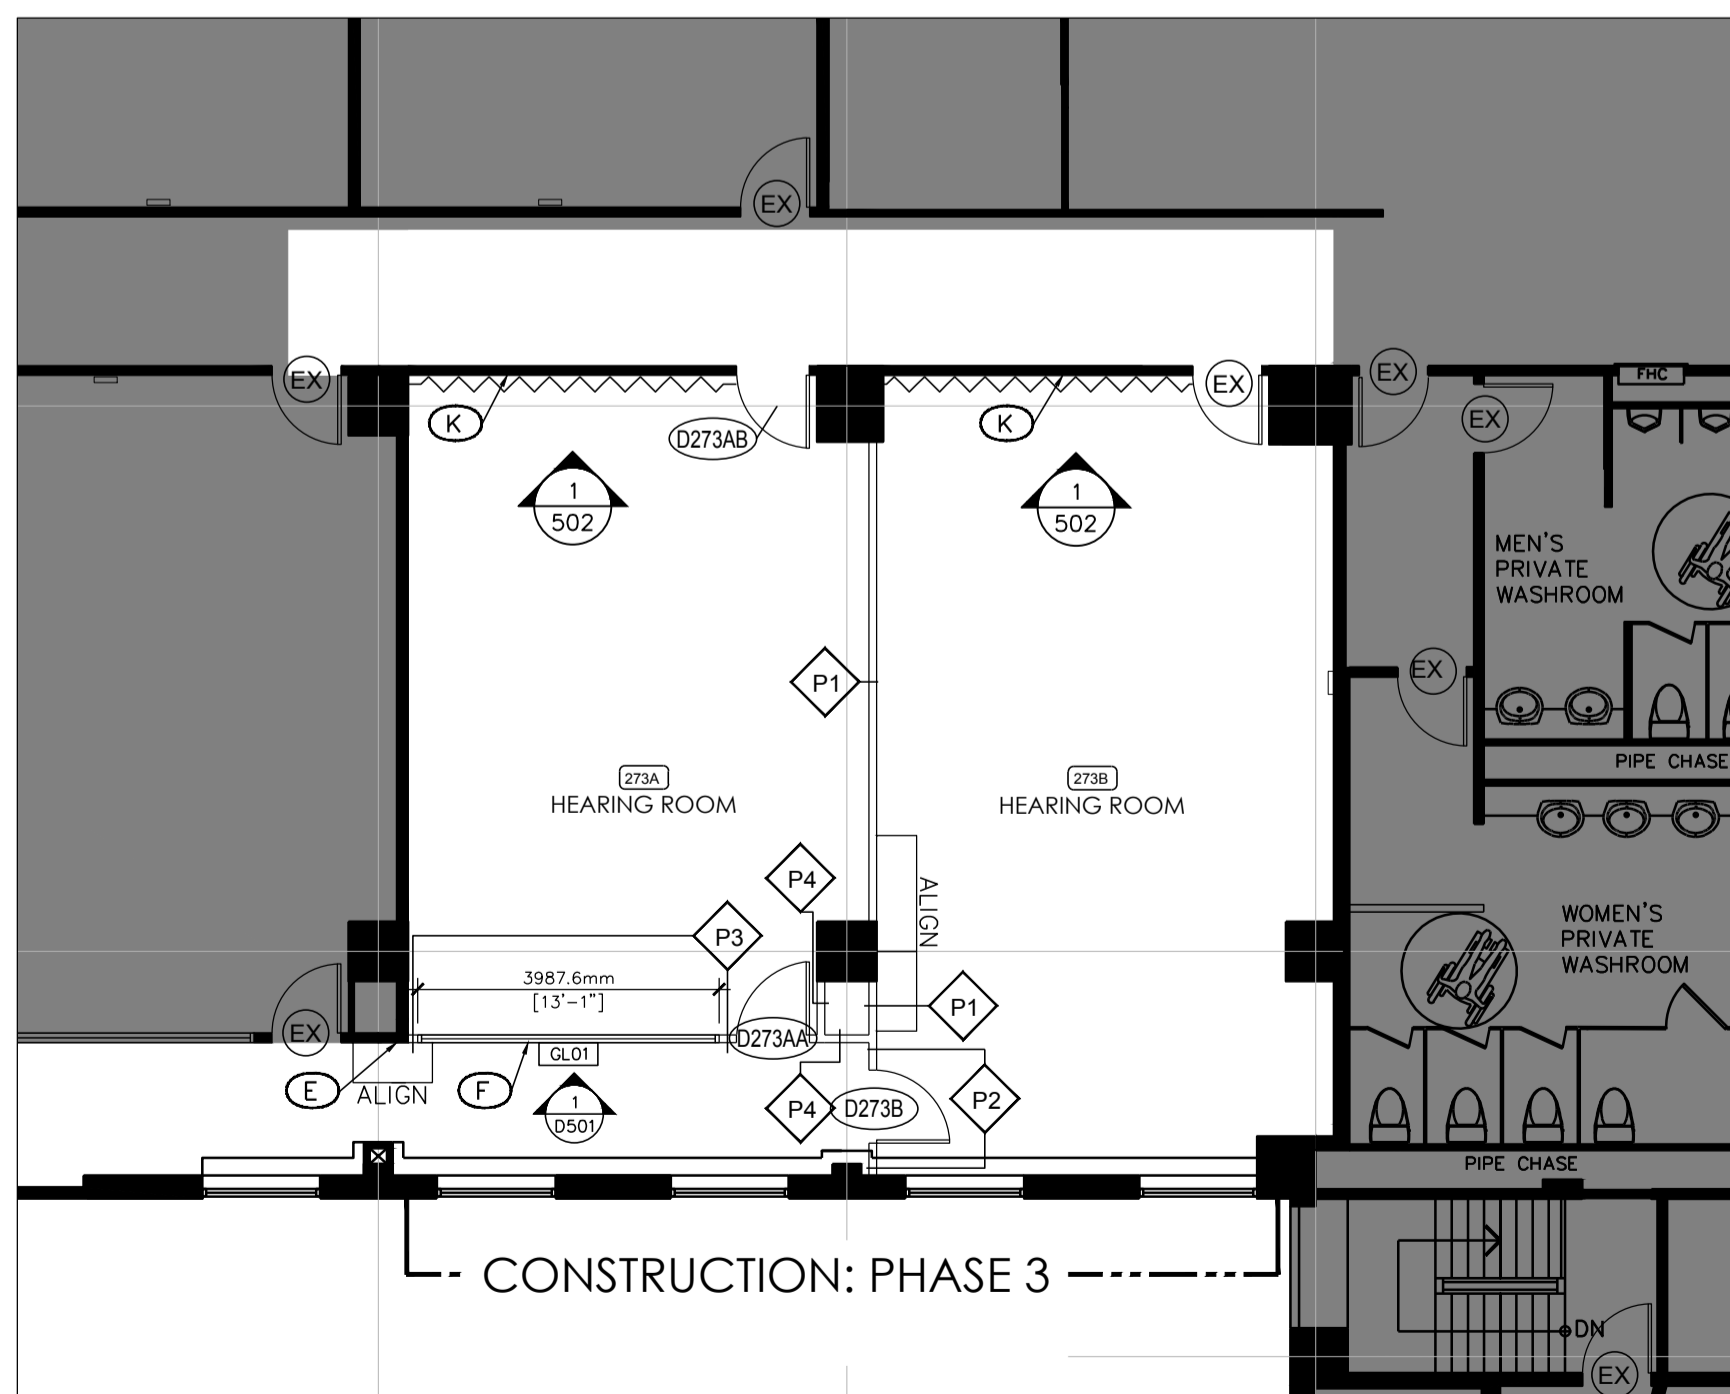 EX
EX
EX
EX
FHC
K
D273AB
K
EX
1
502
1
502
MEN'S
PRIVATE
WASHROOM
P1
EX
PIPE CHASE
273A
HEARING ROOM
273B
HEARING ROOM
P4
ALIGN
P3
WOMEN'S
PRIVATE
WASHROOM
3987.6mm
[13'-1"]
P1
EX
D273AA
GL01
E
ALIGN
F
1
D501
P4
D273B
P2
PIPE CHASE
CONSTRUCTION: PHASE 3
DN
EX